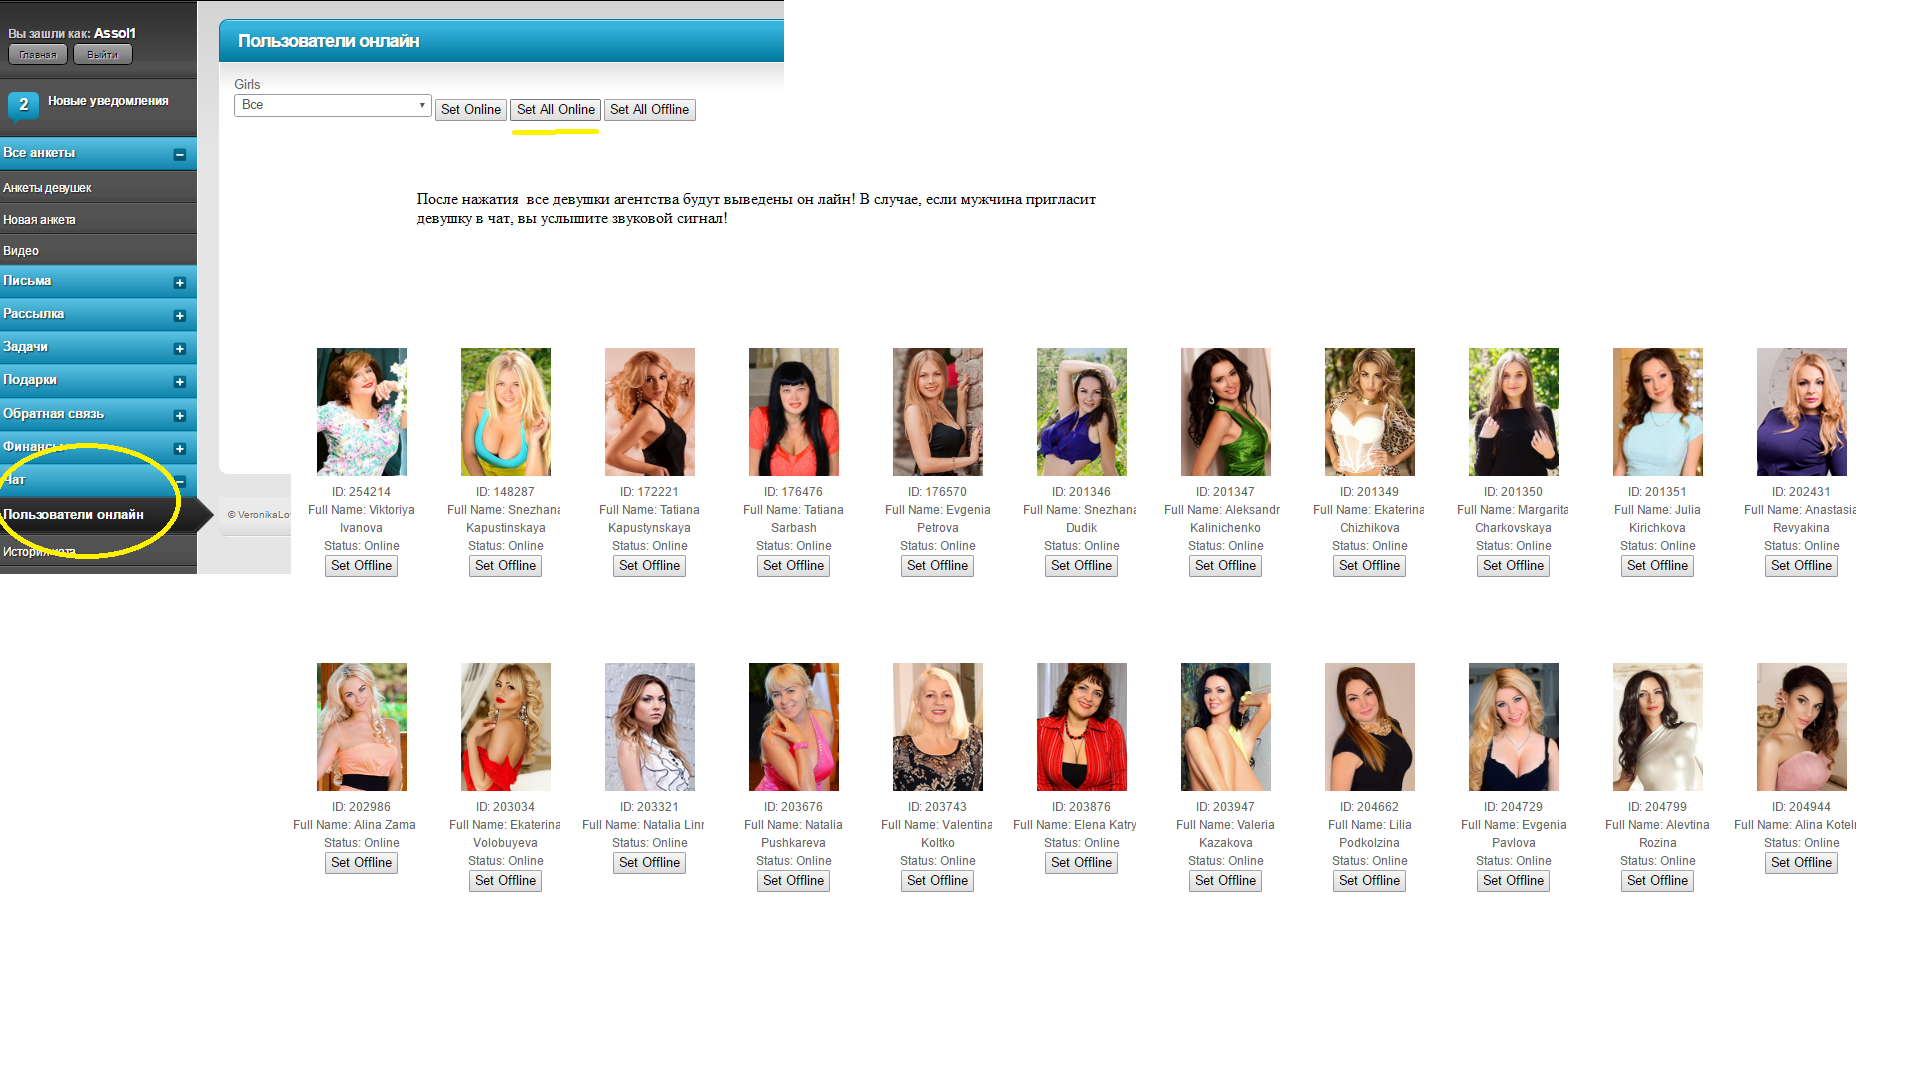 Вы зашли как: Assol1
Главная Выйти
2 Новые уведомления
Все анкеты
Анкеты девушек
Новая анкета
Видео
Письма
Рассылка
Задачи
Подарки
Обратная связь
Финансы
Чат
Пользователи онлайн
История чата
Пользователи онлайн
Girls
Все Set Online Set All Online Set All Offline
После нажатия все девушки агентства будут выведены он лайн! В случае, если мужчина пригласит
девушку в чат, вы услышите звуковой сигнал!
© VeronikaLov
ID: 254214 ID: 148287 ID: 172221 ID: 176476 ID: 176570 ID: 201346 ID: 201347 ID: 201349 ID: 201350 ID: 201351 ID: 202431
Full Name: Viktoriya Full Name: Snezhana Full Name: Tatiana Full Name: Tatiana Full Name: Evgenia Full Name: Snezhana Full Name: Aleksandr Full Name: Ekaterina Full Name: Margarita Full Name: Julia Full Name: Anastasia
Ivanova Kapustinskaya Kapustynskaya Sarbash Petrova Dudik Kalinichenko Chizhikova Charkovskaya Kirichkova Revyakina
Status: Online Status: Online Status: Online Status: Online Status: Online Status: Online Status: Online Status: Online Status: Online Status: Online Status: Online
Set Offline Set Offline Set Offline Set Offline Set Offline Set Offline Set Offline Set Offline Set Offline Set Offline Set Offline
ID: 202986 ID: 203034 ID: 203321 ID: 203676 ID: 203743 ID: 203876 ID: 203947 ID: 204662 ID: 204729 ID: 204799 ID: 204944
Full Name: Alina Zama Full Name: Ekaterina Full Name: Natalia Linn Full Name: Natalia Full Name: Valentina Full Name: Elena Katry Full Name: Valeria Full Name: Lilia Full Name: Evgenia Full Name: Alevtina Full Name: Alina Koteln
Status: Online Volobuyeva Status: Online Pushkareva Koltko Status: Online Kazakova Podkolzina Pavlova Rozina Status: Online
Set Offline Status: Online Set Offline Status: Online Status: Online Set Offline Status: Online Status: Online Status: Online Status: Online Set Offline
Set Offline Set Offline Set Offline Set Offline Set Offline Set Offline Set Offline